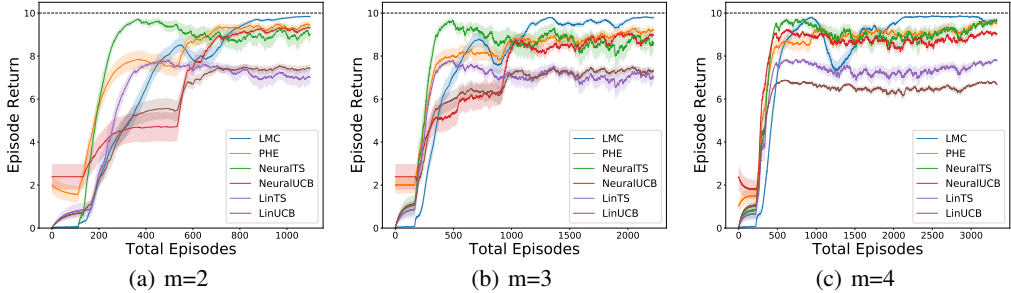 Episode Return
10
8
6
4
2
0
LMC
PHE
NeuralTS
NeuralUCB
LinTS
LinUCB
0 200 400 600 800 1000
Total Episodes
(a) m=2
Episode Return
10
8
6
4
2
0
LMC
PHE
NeuralTS
NeuralUCB
LinTS
LinUCB
0 500 1000 1500 2000
Total Episodes
(b) m=3
Episode Return
10
8
6
4
2
0
LMC
PHE
NeuralTS
NeuralUCB
LinTS
LinUCB
0 500 1000 1500 2000 2500 3000
Total Episodes
(c) m=4